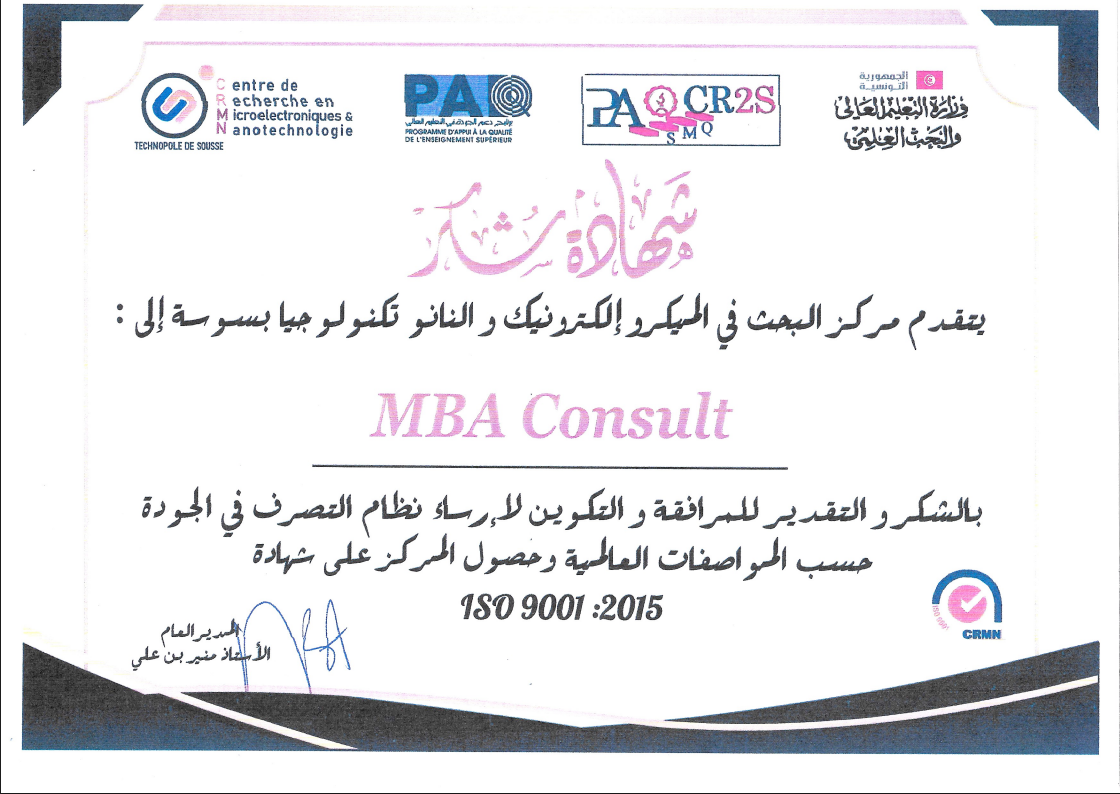 Centre de
Recherche en
Microelectroniques &
Nanotechnologie
TECHNOPOLE DE SOUSSE
PAQ
برنامج دعم الجودة في التعليم العالي
PROGRAMME D'APPUI À LA QUALITÉ
DE L'ENSEIGNEMENT SUPÉRIEUR
PAQ CR2S
SMQ
الجمهورية
التونسية
وزارة التعليم العالي
والبحث العلمي
شهادة شكر
يتقدم مركز البحث في الميكرو إلكترونيك و النانو تكنولوجيا بسوسة إلى :
MBA Consult
بالشكر و التقدير للمرافقة و التكوين لإرساء نظام التصرف في الجودة
حسب المواصفات العالمية وحصول المركز على شهادة
ISO 9001 :2015
المدير العام
الأستاذ منير بن علي
ISO 9001
CRMN